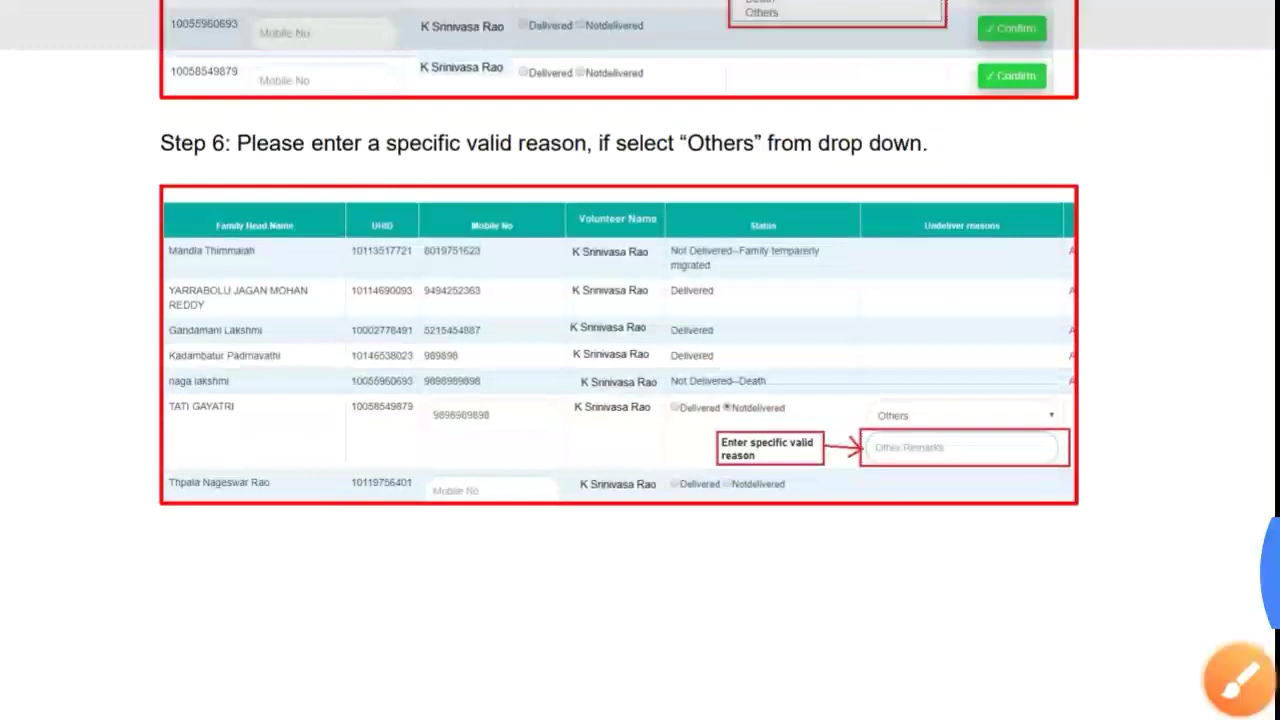 Others
10055960693 Mobile No K Srinivasa Rao Delivered Notdelivered ✓ Confirm
10058549879 Mobile No K Srinivasa Rao Delivered Notdelivered ✓ Confirm
Step 6: Please enter a specific valid reason, if select “Others” from drop down.
Family Head Name UHID Mobile No Volunteer Name Status Undeliver reasons
Mandla Thimmaiah 10113517721 8019751623 K Srinivasa Rao Not Delivered--Family temparerly
migrated
YARRABOLU JAGAN MOHAN 10114690093 9494252363 K Srinivasa Rao Delivered
REDDY
Gandamani Lakshmi 10002778491 5215454887 K Srinivasa Rao Delivered
Kadambatur Padmavathi 10146538023 989898 K Srinivasa Rao Delivered
naga lakshmi 10055960693 9898989898 K Srinivasa Rao Not Delivered--Death
TATI GAYATRI 10058549879 9898989898 K Srinivasa Rao Delivered Notdelivered Others
Enter specific valid
reason
Other Remarks
Thpala Nageswar Rao 10119756401 Mobile No K Srinivasa Rao Delivered Notdelivered